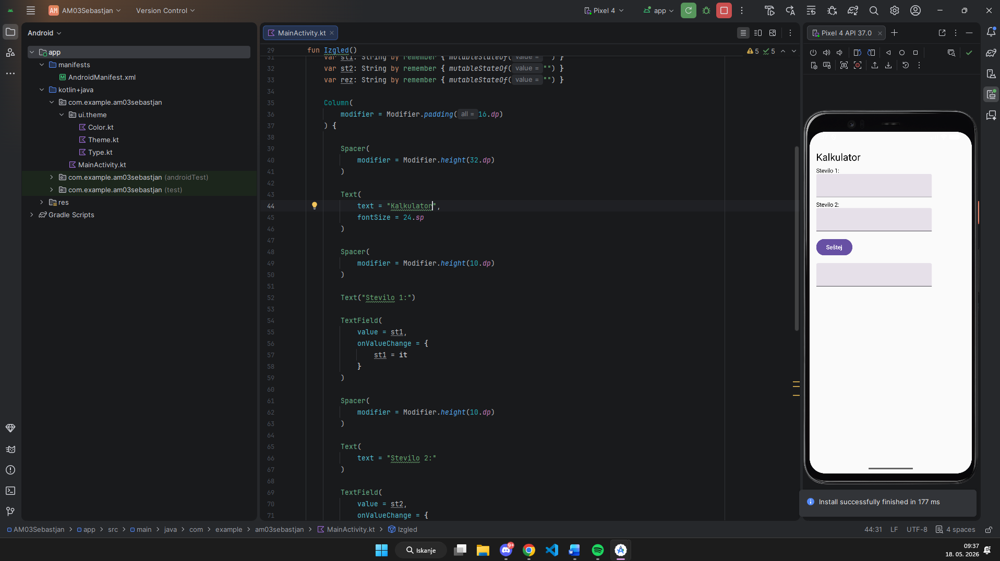 AM AM03Sebastjan
Version Control
Pixel 4
app
Android
app
manifests
AndroidManifest.xml
kotlin+java
com.example.am03sebastjan
ui.theme
Color.kt
Theme.kt
Type.kt
MainActivity.kt
com.example.am03sebastjan (androidTest)
com.example.am03sebastjan (test)
res
Gradle Scripts
MainActivity.kt
5 5
29 fun Izgled()
31 var st1: String by remember { mutableStateOf( value = "") }
32 var st2: String by remember { mutableStateOf( value = "") }
33 var rez: String by remember { mutableStateOf( value = "") }
34
35 Column(
36 modifier = Modifier.padding( all = 16.dp)
37 ) {
38
39 Spacer(
40 modifier = Modifier.height(32.dp)
41 )
42
43 Text(
44 text = "Kalkulator",
45 fontSize = 24.sp
46 )
47
48 Spacer(
49 modifier = Modifier.height(10.dp)
50 )
51
52 Text("Stevilo 1:")
53
54 TextField(
55 value = st1,
56 onValueChange = {
57 st1 = it
58 }
59 )
60
61 Spacer(
62 modifier = Modifier.height(10.dp)
63 )
64
65 Text(
66 text = "Stevilo 2:"
67 )
68
69 TextField(
70 value = st2,
71 onValueChange = {
Pixel 4 API 37.0
Kalkulator
Stevilo 1:
Stevilo 2:
Seštej
Install successfully finished in 177 ms
AM03Sebastjan > app > src > main > java > com > example > am03sebastjan > MainActivity.kt > Izgled
44:31 LF UTF-8 4 spaces
Iskanje
9+
09:37
18. 05. 2026